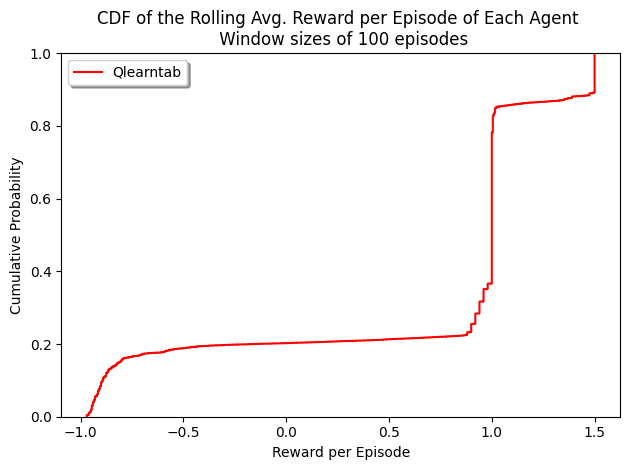 CDF of the Rolling Avg. Reward per Episode of Each Agent
Window sizes of 100 episodes
Qlearntab
1.0
0.8
0.6
0.4
0.2
0.0
Cumulative Probability
−1.0
−0.5
0.0
0.5
1.0
1.5
Reward per Episode